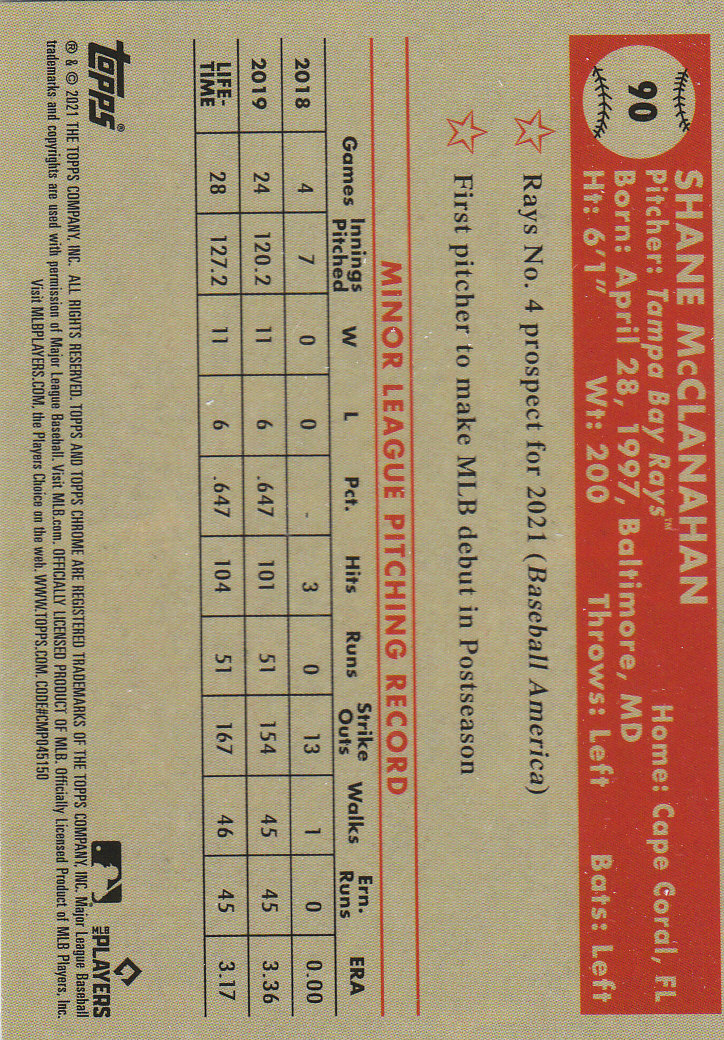 90
SHANE McCLANAHAN
Pitcher: Tampa Bay Rays™ Home: Cape Coral, FL
Born: April 28, 1997, Baltimore, MD
Ht: 6'1" Wt: 200 Throws: Left Bats: Left
Rays No. 4 prospect for 2021 (Baseball America)
First pitcher to make MLB debut in Postseason
MINOR LEAGUE PITCHING RECORD
Games Innings Pitched W L Pct. Hits Runs Strike Outs Walks Ern. Runs ERA
2018 4 7 0 0 - 3 0 13 1 0 0.00
2019 24 120.2 11 6 .647 101 51 154 45 45 3.36
LIFE-TIME 28 127.2 11 6 .647 104 51 167 46 45 3.17
topps®
MLB PLAYERS
® & © 2021 THE TOPPS COMPANY, INC. ALL RIGHTS RESERVED. TOPPS AND TOPPS CHROME ARE REGISTERED TRADEMARKS OF THE TOPPS COMPANY, INC. Major League Baseball
trademarks and copyrights are used with permission of Major League Baseball. Visit MLB.com. OFFICIALLY LICENSED PRODUCT OF MLB. Officially Licensed Product of MLB Players, Inc.
Visit MLBPLAYERS.COM, the Players Choice on the web. WWW.TOPPS.COM. CODE#CMP045150